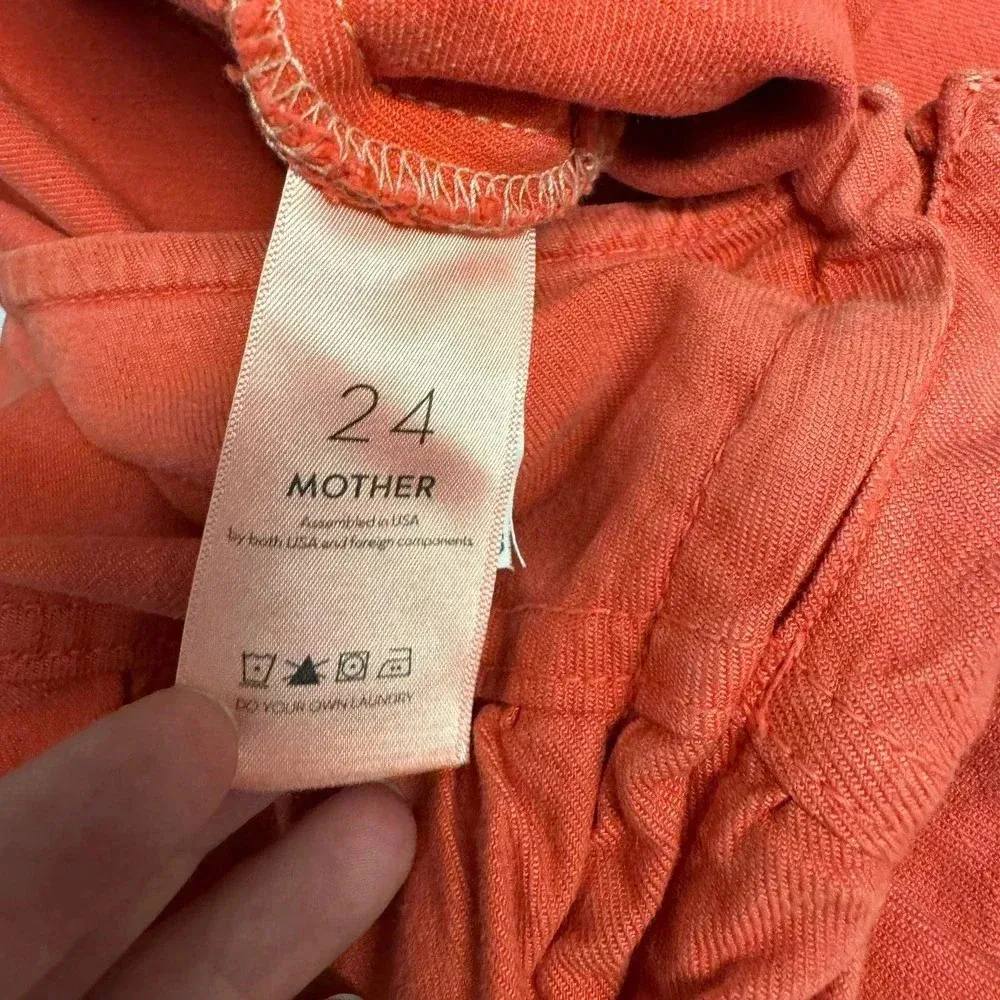 24
MOTHER
Assembled in USA
by both USA and foreign components
DO YOUR OWN LAUNDRY